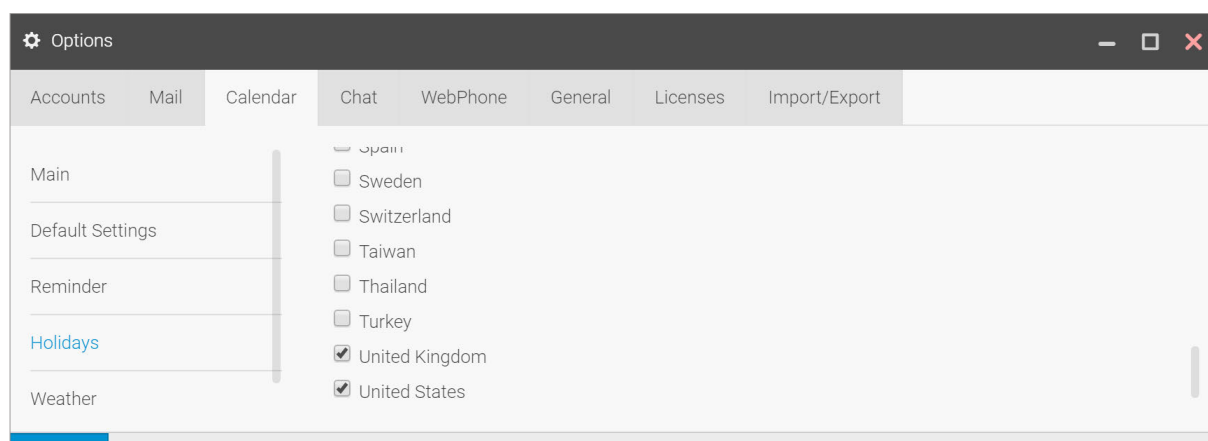 Options
Accounts Mail Calendar Chat WebPhone General Licenses Import/Export
Main
Default Settings
Reminder
Holidays
Weather
Spain
Sweden
Switzerland
Taiwan
Thailand
Turkey
United Kingdom
United States